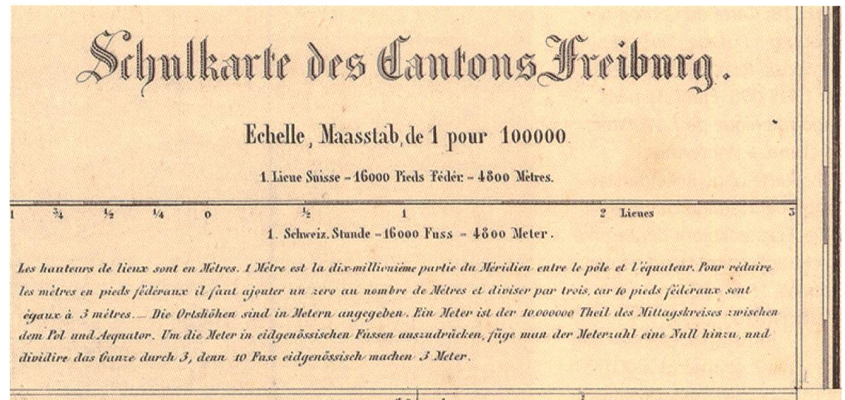 Schulkarte des Cantons Freiburg.
Echelle, Maasstab, de 1 pour 100000
1. Lieue Suisse – 16000 Pieds Fédér. – 4800 Mètres.
1 ¾ ½ ¼ 0 ½ 1 2 Lieues 3
1. Schweiz. Stunde – 16000 Fuss – 4800 Meter.
Les hauteurs de lieux sont en Mètres. 1 Mètre est la dix-millionième partie du Méridien entre le pôle et l'équateur. Pour réduire
les mètres en pieds fédéraux il faut ajouter un zero au nombre de Mètres et diviser par trois, car 10 pieds fédéraux sont
égaux à 3 mètres. — Die Ortshöhen sind in Metern angegeben. Ein Meter ist der 10000000 Theil des Mittagskreises zwischen
dem Pol und Aequator. Um die Meter in eidgenössischen Füssen auszudrücken, füge man der Meterzahl eine Null hinzu, und
dividire das Ganze durch 3, denn 10 Fuss eidgenössisch machen 3 Meter.